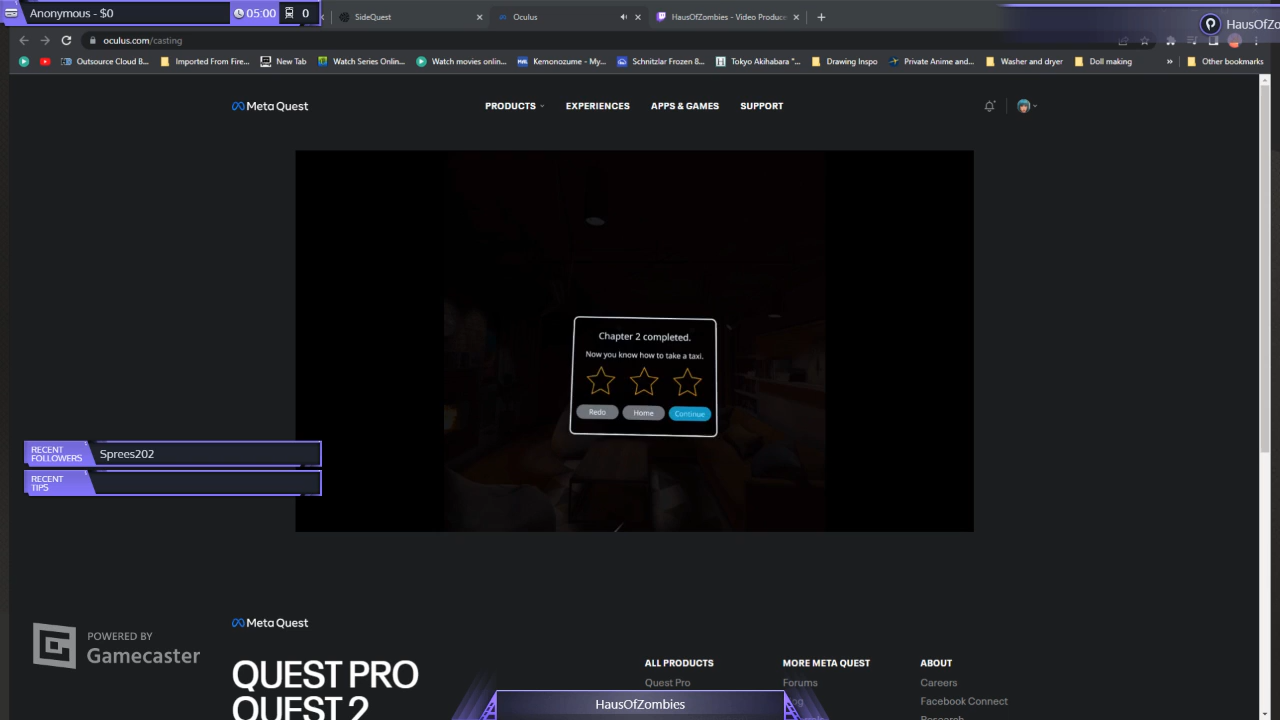 Anonymous - $0
05:00
0
SideQuest
Oculus
HausOfZombies - Video Produce
HausOfZo
oculus.com/casting
Outsource Cloud B...
Imported From Fire...
New Tab
Watch Series Onlin...
Watch movies onlin...
Kemonozume - My...
Schnitzlar Frozen 8...
Tokyo Akihabara "...
Drawing Inspo
Private Anime and...
Washer and dryer
Doll making
»
Other bookmarks
Meta Quest
PRODUCTS
EXPERIENCES
APPS & GAMES
SUPPORT
Chapter 2 completed.
Now you know how to take a taxi.
Redo
Home
Continue
RECENT
FOLLOWERS
Sprees202
RECENT
TIPS
POWERED BY
Gamecaster
Meta Quest
QUEST PRO
QUEST 2
ALL PRODUCTS
Quest Pro
MORE META QUEST
Forums
ABOUT
Careers
Facebook Connect
Research
HausOfZombies